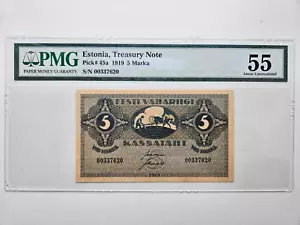 PMG
PAPER MONEY GUARANTY
Estonia, Treasury Note
Pick# 45a 1919 5 Marka
S/N 00337620
55
About Uncirculated
EESTI VABARIIGI
5 5
KASSATÄHT
00337620 00337620
1919